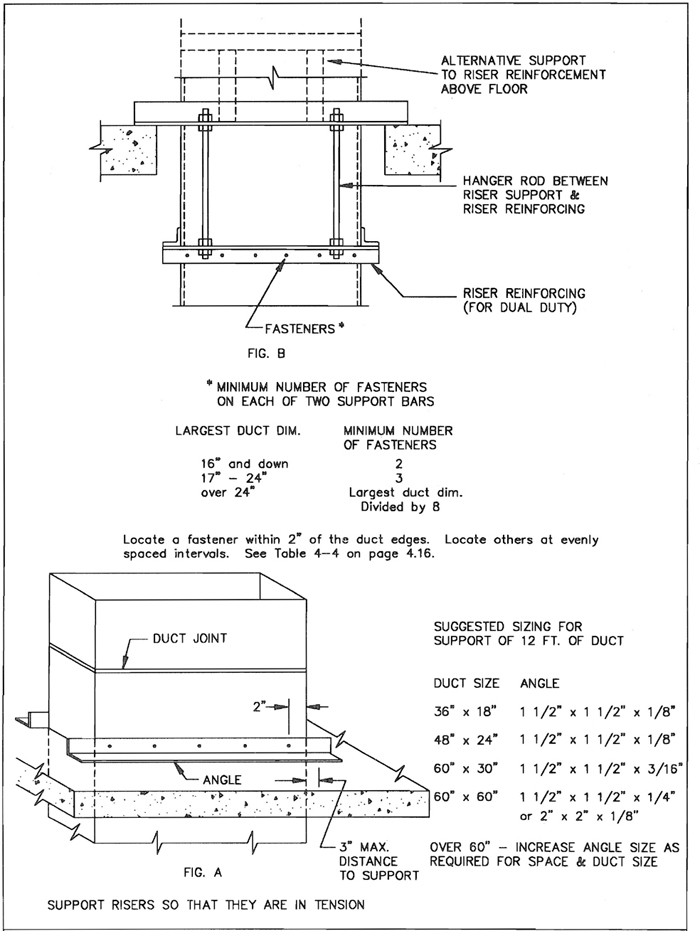 ALTERNATIVE SUPPORT
TO RISER REINFORCEMENT
ABOVE FLOOR
HANGER ROD BETWEEN
RISER SUPPORT &
RISER REINFORCING
RISER REINFORCING
(FOR DUAL DUTY)
FASTENERS*
FIG. B
* MINIMUM NUMBER OF FASTENERS
ON EACH OF TWO SUPPORT BARS
LARGEST DUCT DIM. MINIMUM NUMBER
OF FASTENERS
16" and down 2
17" - 24" 3
over 24" Largest duct dim.
Divided by 8
Locate a fastener within 2" of the duct edges. Locate others at evenly
spaced intervals. See Table 4-4 on page 4.16.
DUCT JOINT
2"
ANGLE
3" MAX.
DISTANCE
TO SUPPORT
FIG. A
SUGGESTED SIZING FOR
SUPPORT OF 12 FT. OF DUCT
DUCT SIZE ANGLE
36" x 18" 1 1/2" x 1 1/2" x 1/8"
48" x 24" 1 1/2" x 1 1/2" x 1/8"
60" x 30" 1 1/2" x 1 1/2" x 3/16"
60" x 60" 1 1/2" x 1 1/2" x 1/4"
or 2" x 2" x 1/8"
OVER 60" - INCREASE ANGLE SIZE AS
REQUIRED FOR SPACE & DUCT SIZE
SUPPORT RISERS SO THAT THEY ARE IN TENSION